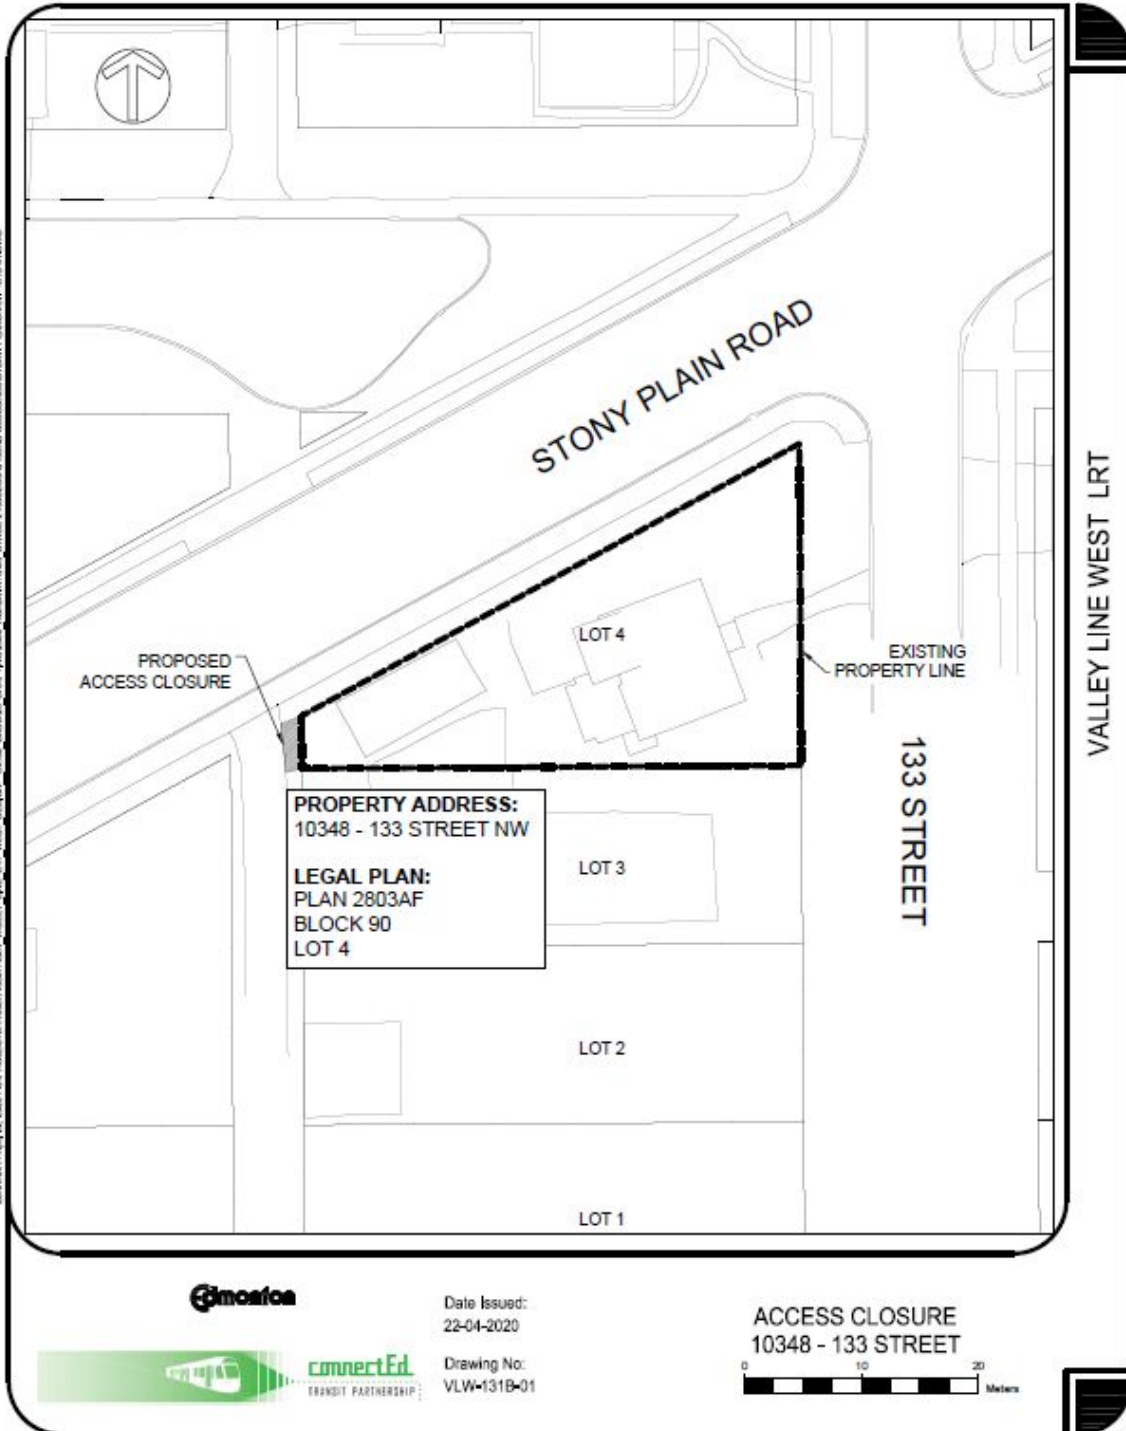 STONY PLAIN ROAD
PROPOSED
ACCESS CLOSURE
LOT 4
EXISTING
PROPERTY LINE
133 STREET
PROPERTY ADDRESS:
10348 - 133 STREET NW
LEGAL PLAN:
PLAN 2803AF
BLOCK 90
LOT 4
LOT 3
LOT 2
LOT 1
VALLEY LINE WEST LRT
Edmonton
connectEd
TRANSIT PARTNERSHIP
Date Issued:
22-04-2020
Drawing No:
VLW-131B-01
ACCESS CLOSURE
10348 - 133 STREET
0 10 20
Meters